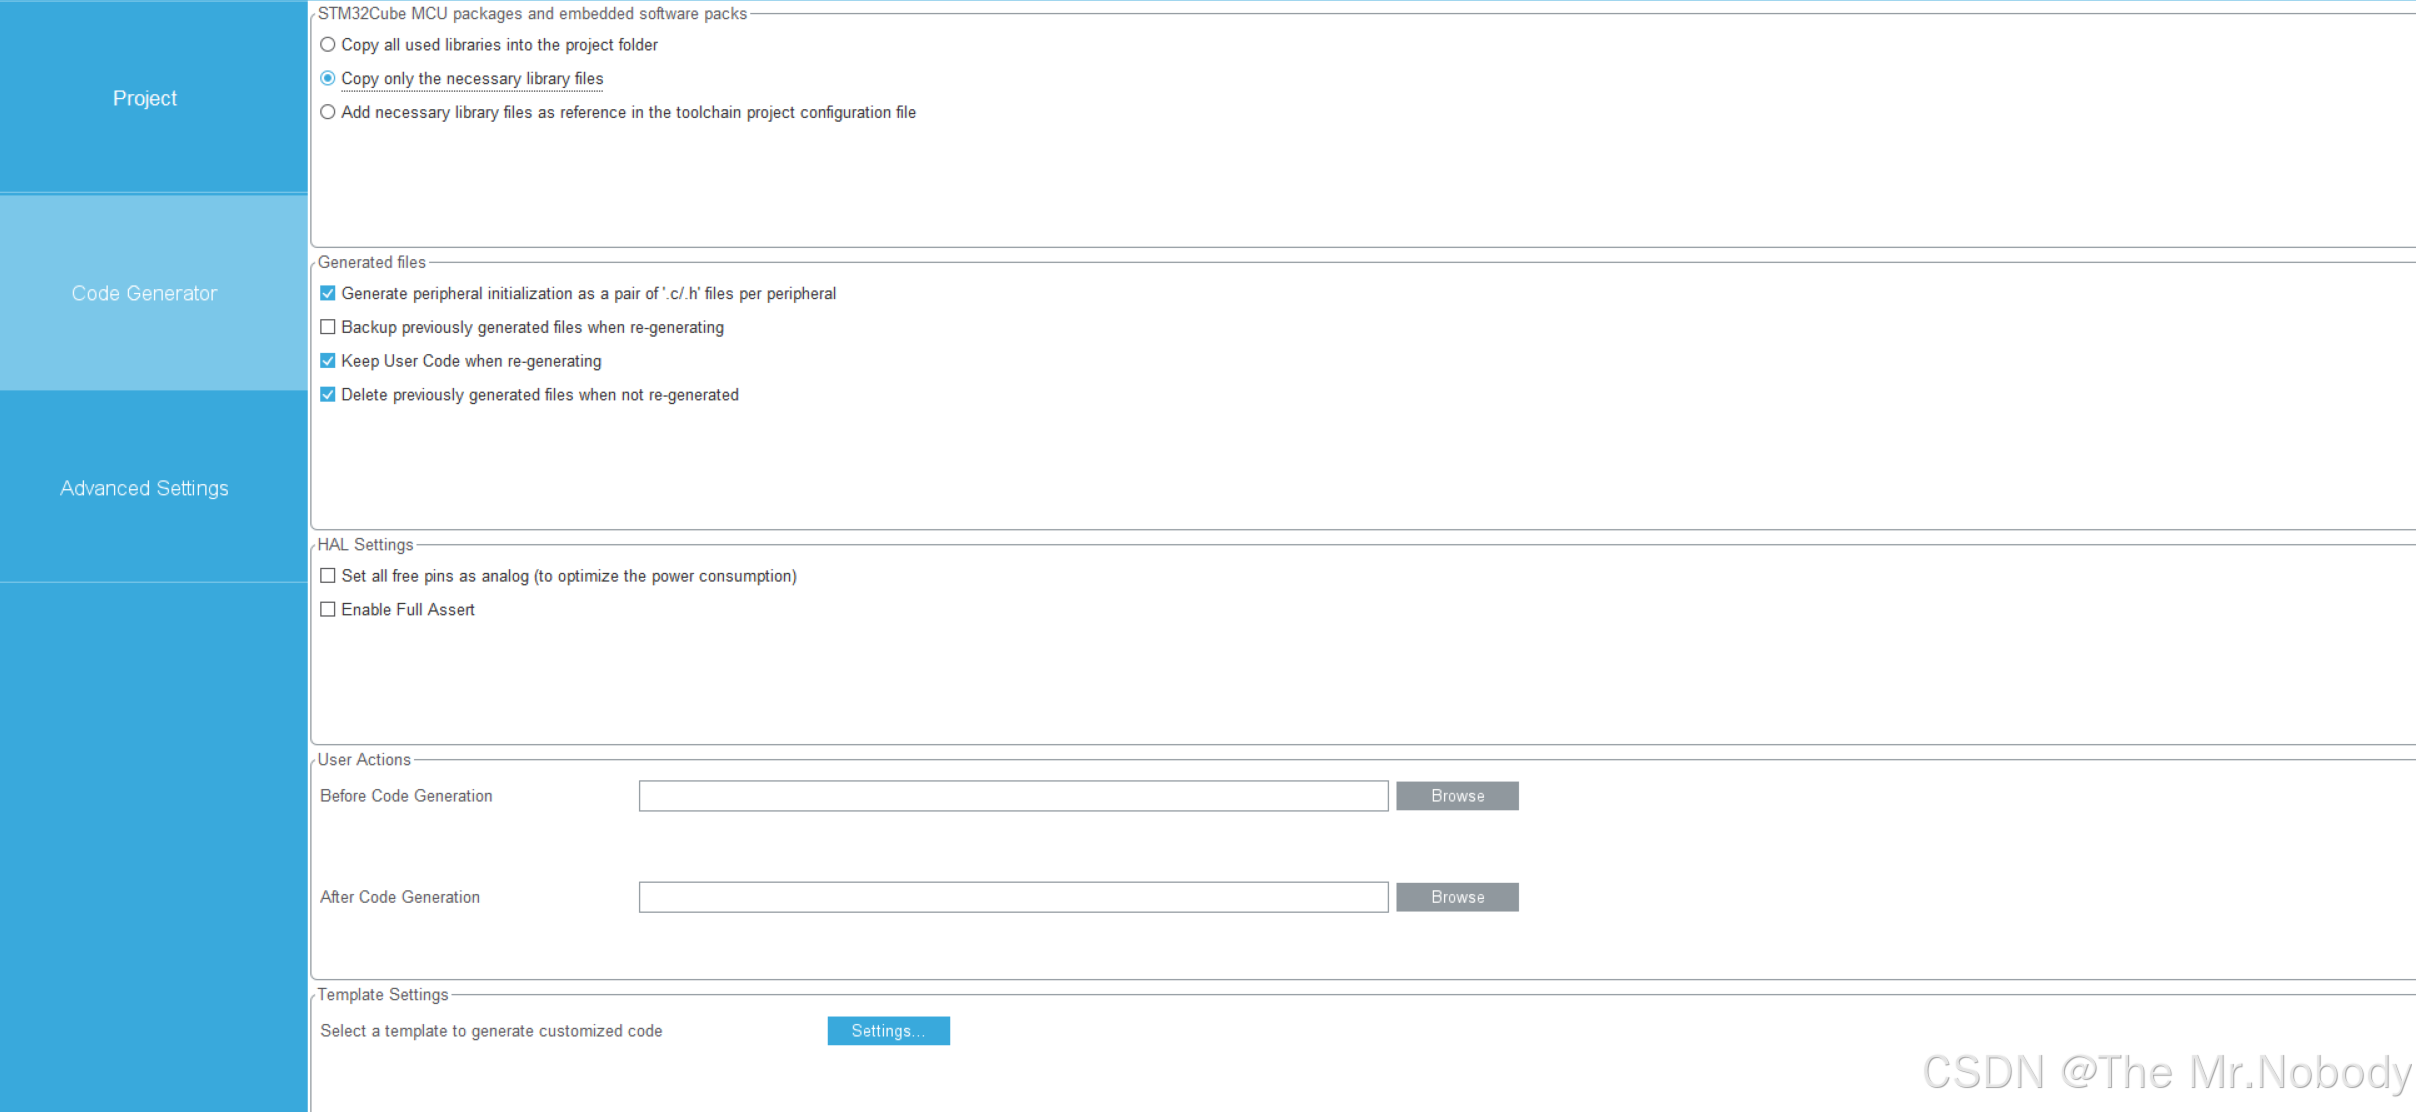 STM32Cube MCU packages and embedded software packs
Copy all used libraries into the project folder
Copy only the necessary library files
Add necessary library files as reference in the toolchain project configuration file
Project
Generated files
Generate peripheral initialization as a pair of '.c/.h' files per peripheral
Backup previously generated files when re-generating
Keep User Code when re-generating
Delete previously generated files when not re-generated
Code Generator
Advanced Settings
HAL Settings
Set all free pins as analog (to optimize the power consumption)
Enable Full Assert
User Actions
Before Code Generation
Browse
After Code Generation
Browse
Template Settings
Select a template to generate customized code
Settings...
CSDN @The Mr.Nobody